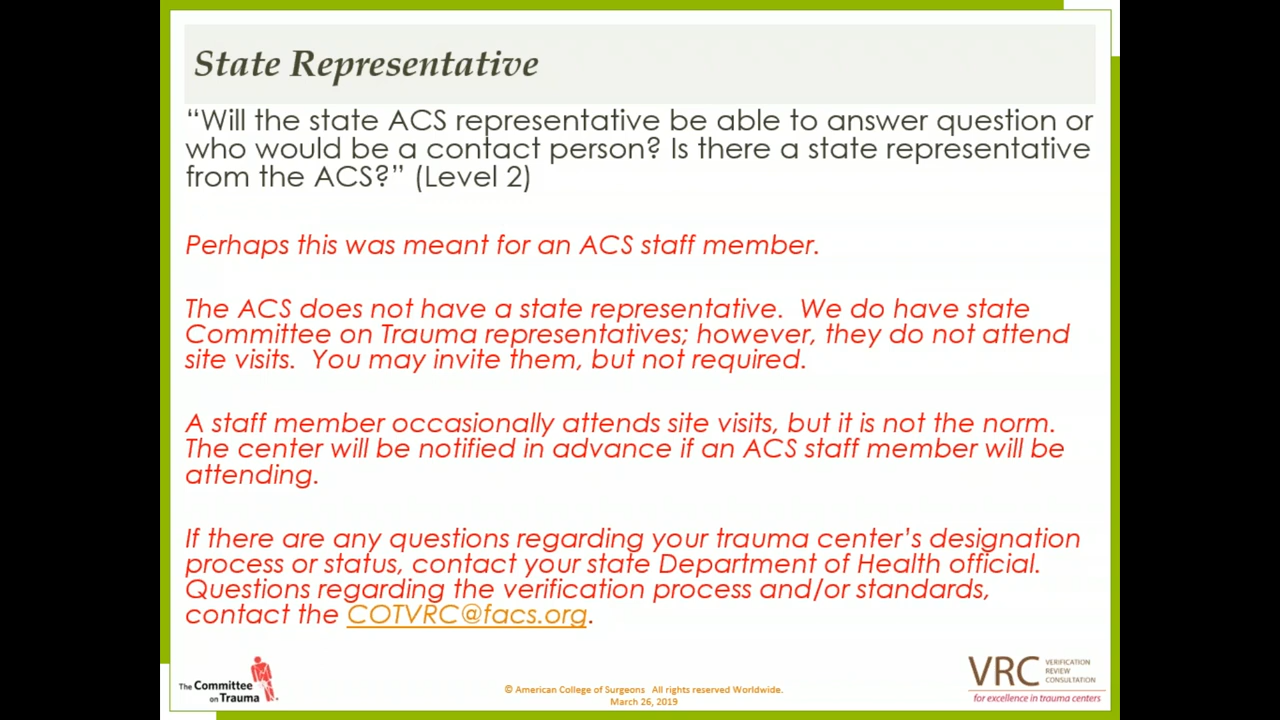 State Representative
“Will the state ACS representative be able to answer question or
who would be a contact person? Is there a state representative
from the ACS?” (Level 2)
Perhaps this was meant for an ACS staff member.
The ACS does not have a state representative.  We do have state
Committee on Trauma representatives; however, they do not attend
site visits.  You may invite them, but not required.
A staff member occasionally attends site visits, but it is not the norm.
The center will be notified in advance if an ACS staff member will be
attending.
If there are any questions regarding your trauma center's designation
process or status, contact your state Department of Health official.
Questions regarding the verification process and/or standards,
contact the COTVRC@facs.org.
The Committee
on Trauma
© American College of Surgeons  All rights reserved Worldwide.
March 26, 2019
VRC
VERIFICATION
REVIEW
CONSULTATION
for excellence in trauma centers